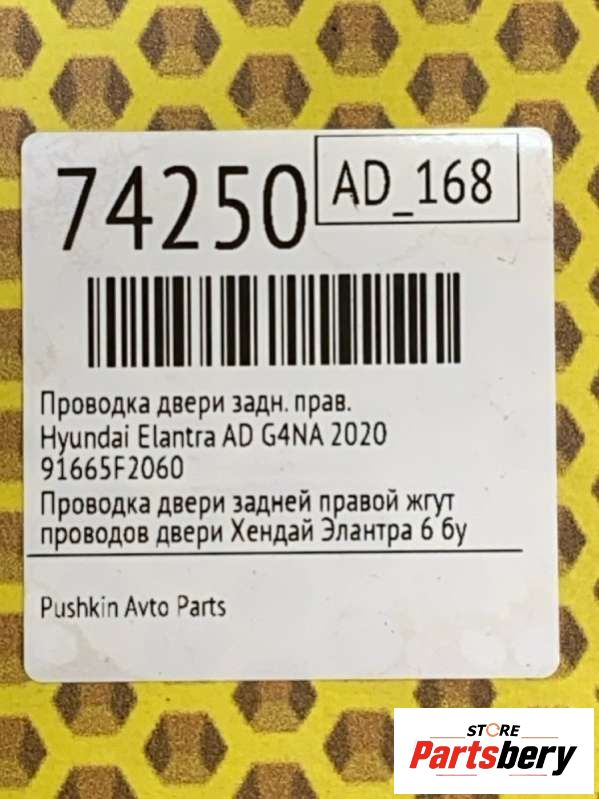 74250
AD_168
Проводка двери задн. прав.
Hyundai Elantra AD G4NA 2020
91665F2060
Проводка двери задней правой жгут
проводов двери Хендай Элантра 6 бу
Pushkin Avto Parts
STORE
Partsbery